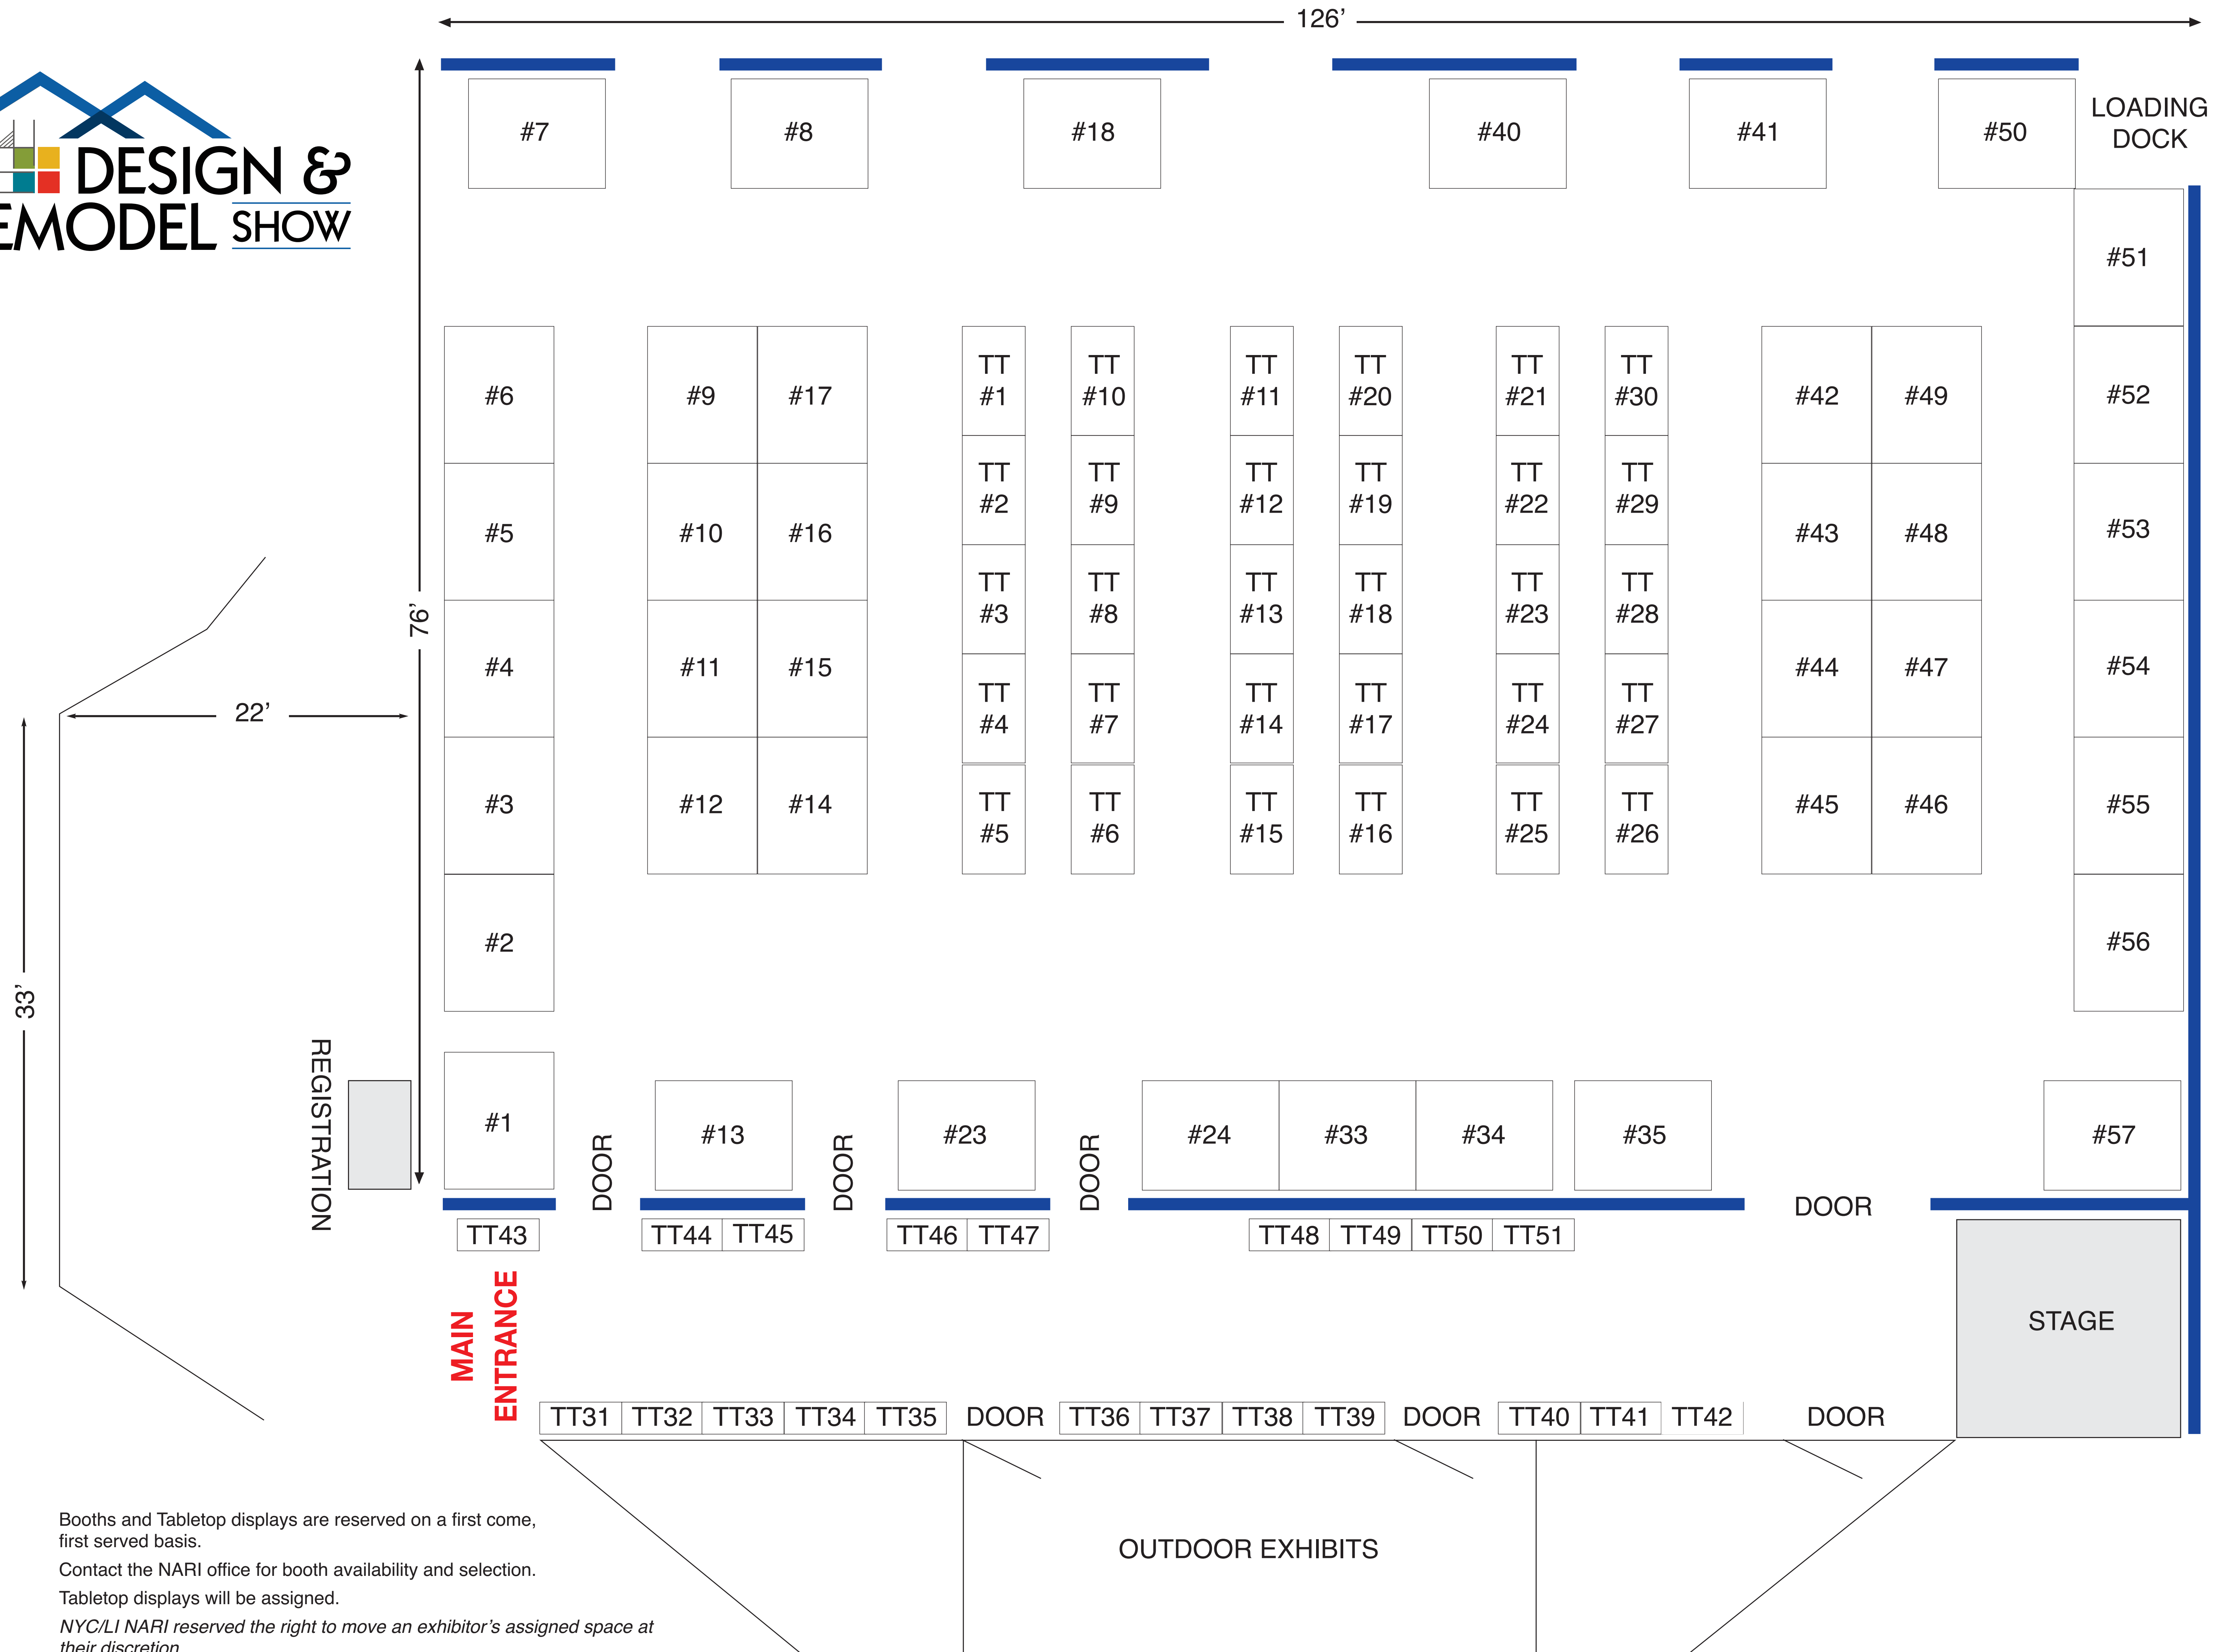 126’
DESIGN &
EMODEL SHOW
#7 #8 #18 #40 #41 #50
LOADING
DOCK
#51
#6 #9 #17 TT #1 TT #10 TT #11 TT #20 TT #21 TT #30 #42 #49 #52
#5 #10 #16 TT #2 TT #9 TT #12 TT #19 TT #22 TT #29 #43 #48 #53
76’
TT #3 TT #8 TT #13 TT #18 TT #23 TT #28
#4 #11 #15 #44 #47 #54
22’
TT #4 TT #7 TT #14 TT #17 TT #24 TT #27
#3 #12 #14 TT #5 TT #6 TT #15 TT #16 TT #25 TT #26 #45 #46 #55
#2 #56
33’
REGISTRATION
#1 DOOR #13 DOOR #23 DOOR #24 #33 #34 #35 #57
DOOR
TT43 TT44 TT45 TT46 TT47 TT48 TT49 TT50 TT51
MAIN
ENTRANCE
STAGE
TT31 TT32 TT33 TT34 TT35 DOOR TT36 TT37 TT38 TT39 DOOR TT40 TT41 TT42 DOOR
OUTDOOR EXHIBITS
Booths and Tabletop displays are reserved on a first come,
first served basis.
Contact the NARI office for booth availability and selection.
Tabletop displays will be assigned.
NYC/LI NARI reserved the right to move an exhibitor’s assigned space at
their discretion